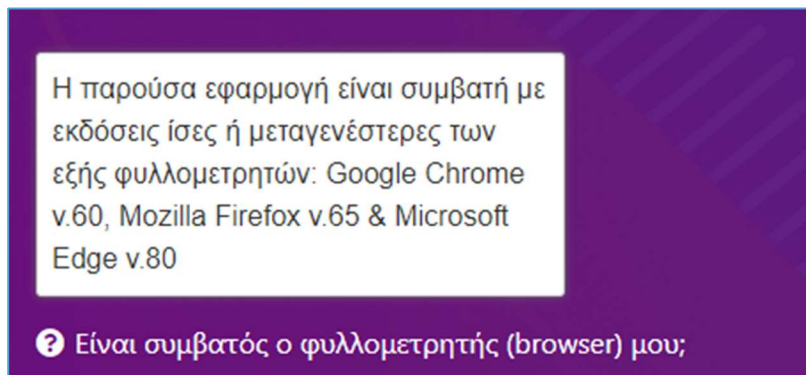 Η παρούσα εφαρμογή είναι συμβατή με
εκδόσεις ίσες ή μεταγενέστερες των
εξής φυλλομετρητών: Google Chrome
v.60, Mozilla Firefox v.65 & Microsoft
Edge v.80
Είναι συμβατός ο φυλλομετρητής (browser) μου;